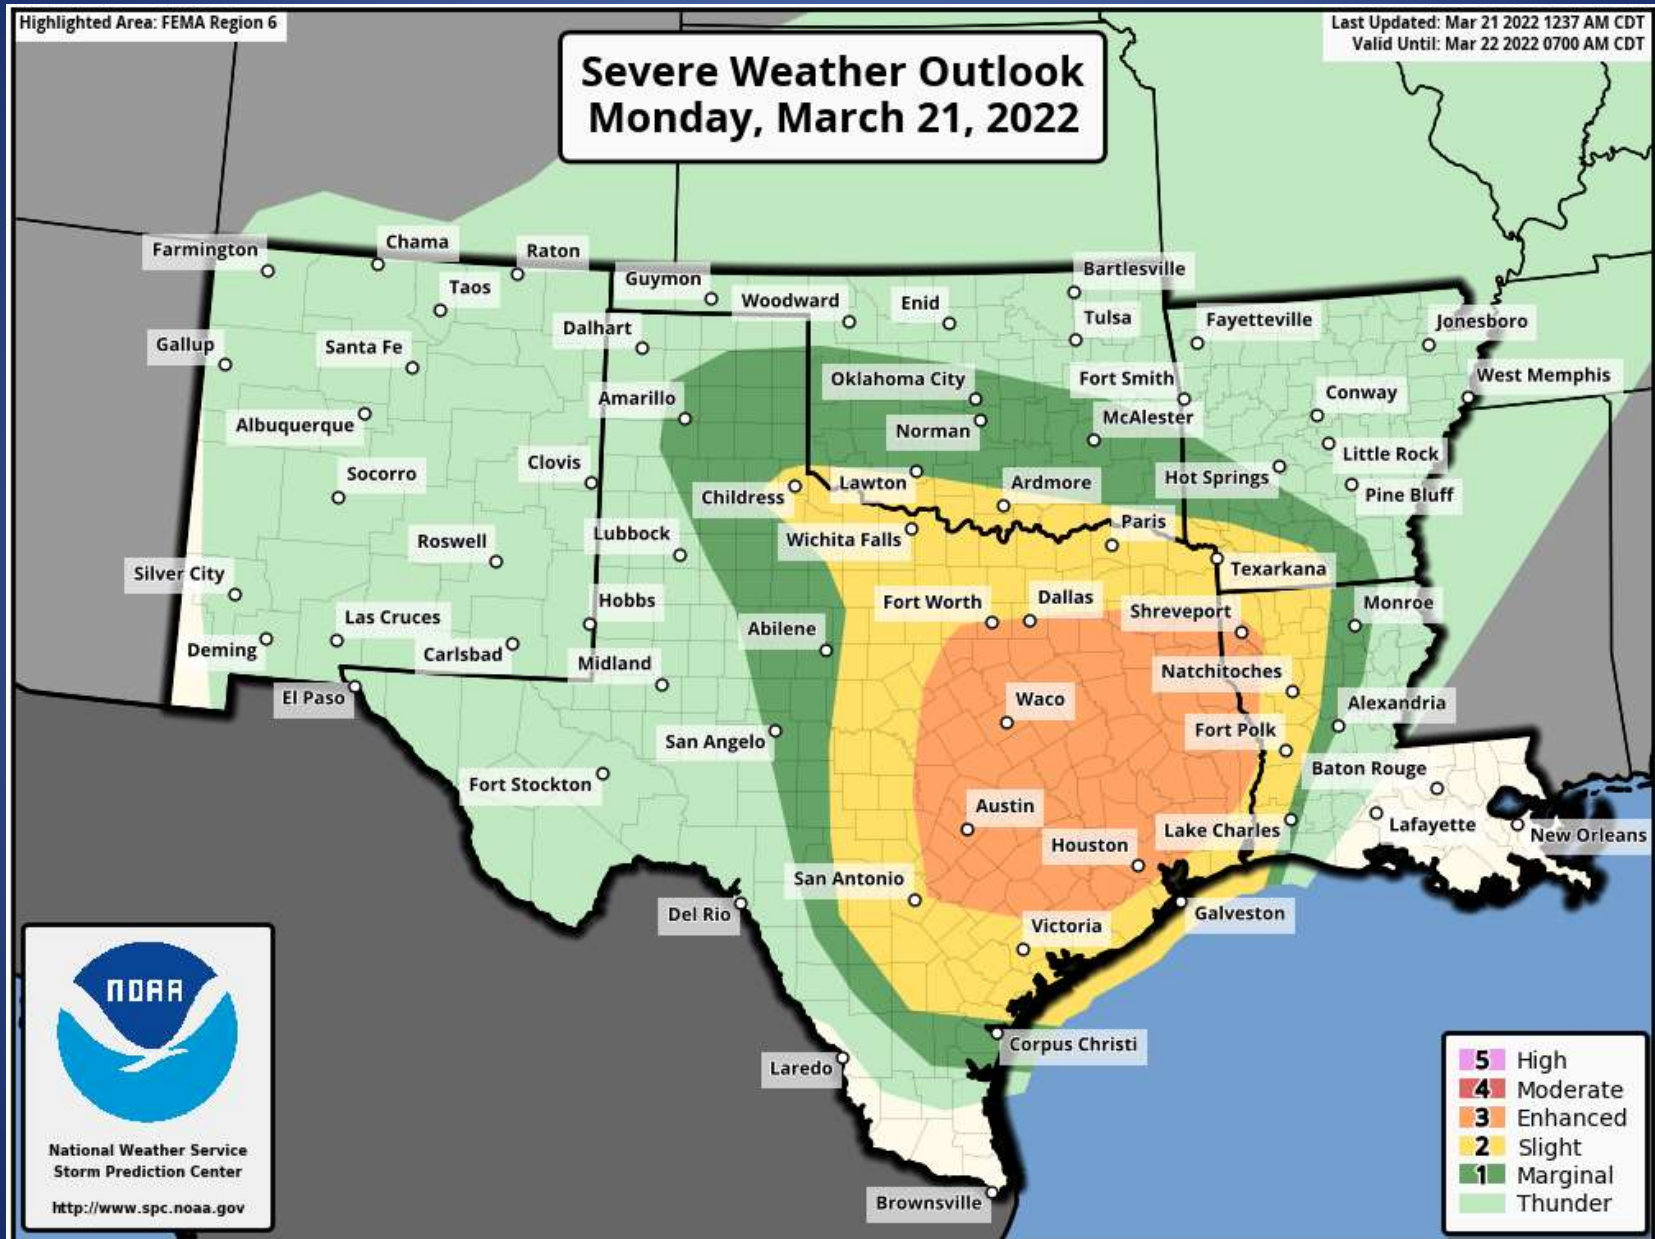 Highlighted Area: FEMA Region 6
Last Updated: Mar 21 2022 1237 AM CDT
Valid Until: Mar 22 2022 0700 AM CDT
Severe Weather Outlook
Monday, March 21, 2022
Farmington
Chama
Raton
Taos
Guymon
Woodward
Enid
Bartlesville
Tulsa
Fayetteville
Jonesboro
Gallup
Santa Fe
Dalhart
Amarillo
Oklahoma City
Fort Smith
West Memphis
Conway
Albuquerque
Norman
McAlester
Clovis
Socorro
Childress
Lawton
Ardmore
Hot Springs
Little Rock
Pine Bluff
Roswell
Lubbock
Wichita Falls
Paris
Texarkana
Silver City
Las Cruces
Hobbs
Fort Worth
Dallas
Shreveport
Monroe
Deming
Carlsbad
Midland
Abilene
Natchitoches
El Paso
Waco
Alexandria
San Angelo
Fort Polk
Fort Stockton
Baton Rouge
Austin
Lake Charles
Lafayette
New Orleans
Houston
San Antonio
Del Rio
Victoria
Galveston
Corpus Christi
Laredo
Brownsville
NOAA
National Weather Service
Storm Prediction Center
http://www.spc.noaa.gov
5 High
4 Moderate
3 Enhanced
2 Slight
1 Marginal
Thunder